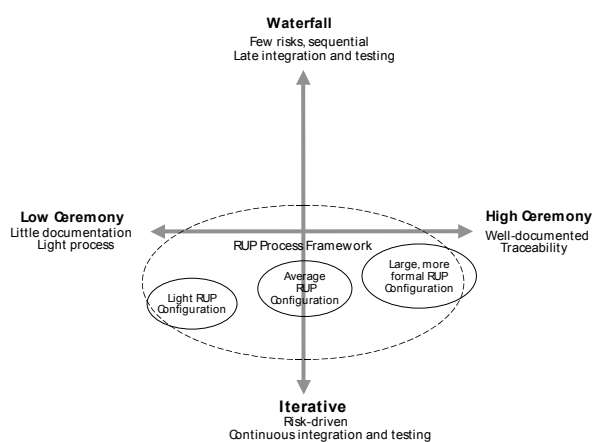 Waterfall
Few risks, sequential
Late integration and testing
Low Ceremony
Little documentation
Light process
High Ceremony
Well-documented
Traceability
RUP Process Framework
Light RUP
Configuration
Average
RUP
Configuration
Large, more
formal RUP
Configuration
Iterative
Risk-driven
Continuous integration and testing